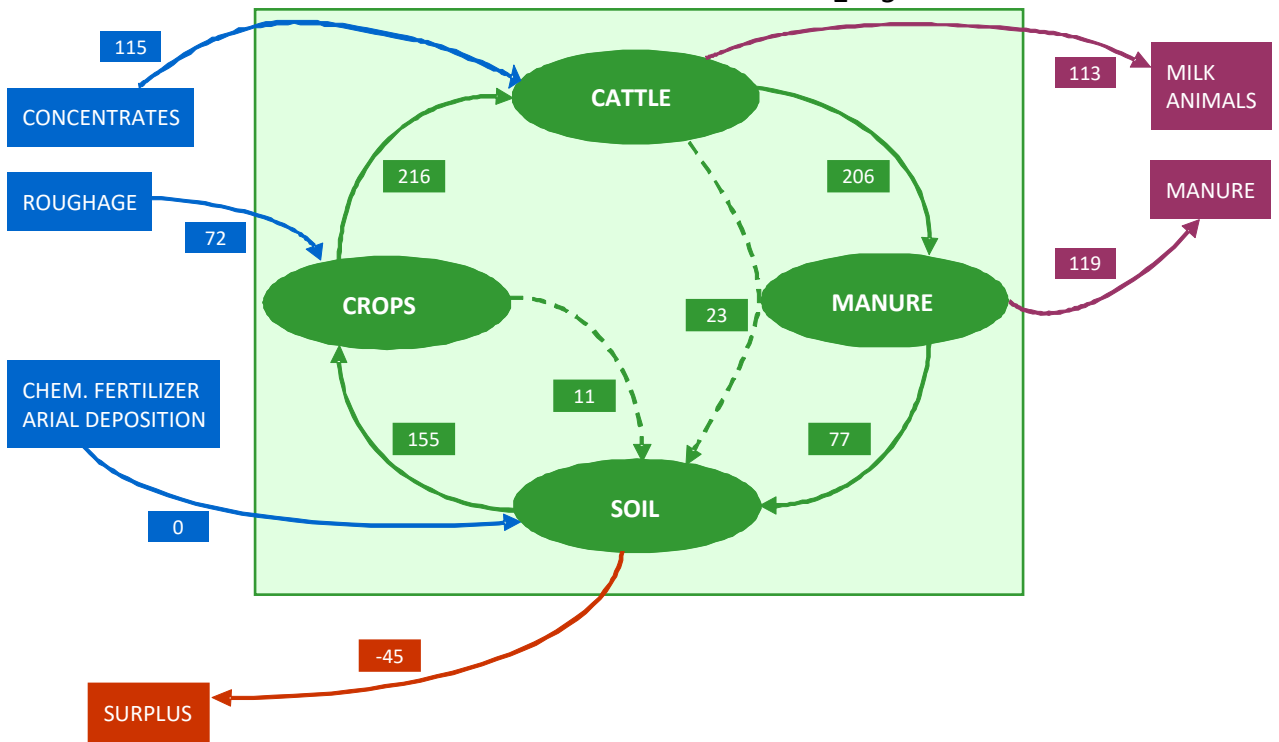 115
CONCENTRATES
CATTLE
113
MILK
ANIMALS
ROUGHAGE
216
206
MANURE
72
119
CROPS
23
MANURE
CHEM. FERTILIZER
ARIAL DEPOSITION
11
155
77
0
SOIL
-45
SURPLUS